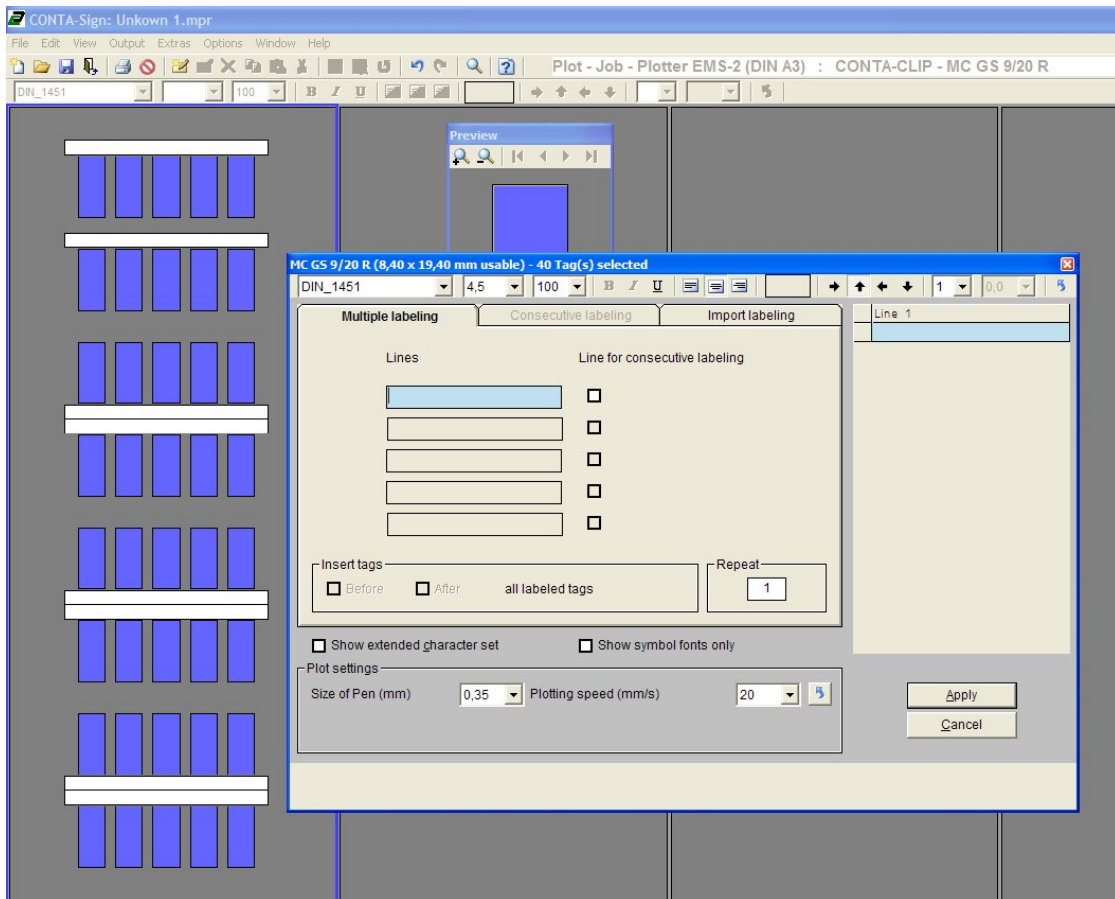 CONTA-Sign: Unkown 1.mpr
File Edit View Output Extras Options Window Help
Plot - Job - Plotter EMS-2 (DIN A3) : CONTA-CLIP - MC GS 9/20 R
DIN_1451 100 B I U
Preview
MC GS 9/20 R (8,40 x 19,40 mm usable) - 40 Tag(s) selected
DIN_1451 4,5 100 B I U 1 0,0
Multiple labeling Consecutive labeling Import labeling
Line 1
Lines Line for consecutive labeling
Insert tags Repeat
Before After all labeled tags 1
Show extended character set Show symbol fonts only
Plot settings
Size of Pen (mm) 0,35 Plotting speed (mm/s) 20
Apply
Cancel